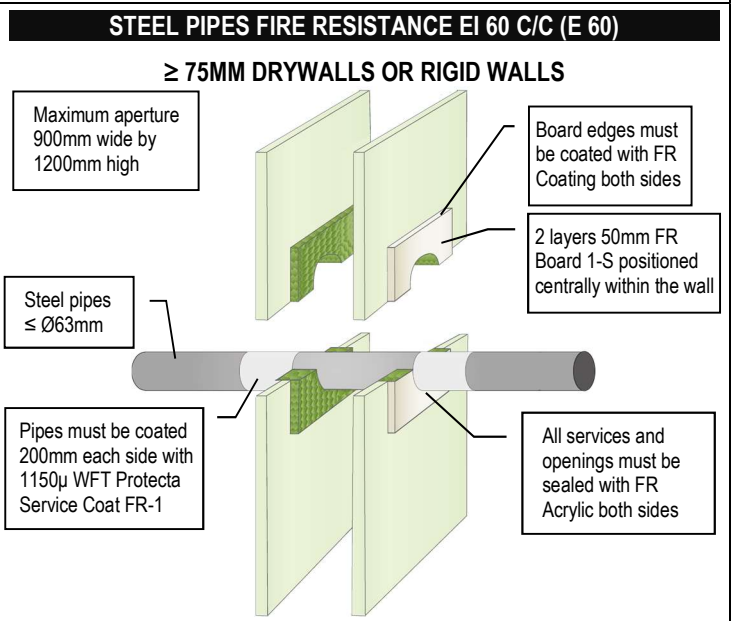 STEEL PIPES FIRE RESISTANCE EI 60 C/C (E 60)
≥ 75MM DRYWALLS OR RIGID WALLS
Maximum aperture
900mm wide by
1200mm high
Board edges must
be coated with FR
Coating both sides
2 layers 50mm FR
Board 1-S positioned
centrally within the wall
Steel pipes
≤ Ø63mm
Pipes must be coated
200mm each side with
1150µ WFT Protecta
Service Coat FR-1
All services and
openings must be
sealed with FR
Acrylic both sides